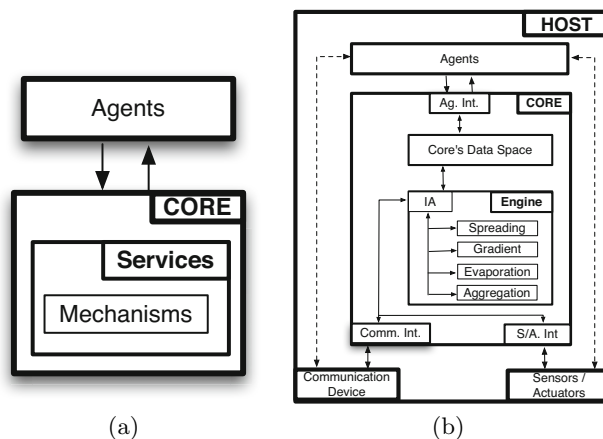 Agents
CORE
Services
Mechanisms
(a)
HOST
Agents
Ag. Int.
CORE
Core's Data Space
IA
Engine
Spreading
Gradient
Evaporation
Aggregation
Comm. Int.
S/A. Int
Communication
Device
Sensors /
Actuators
(b)